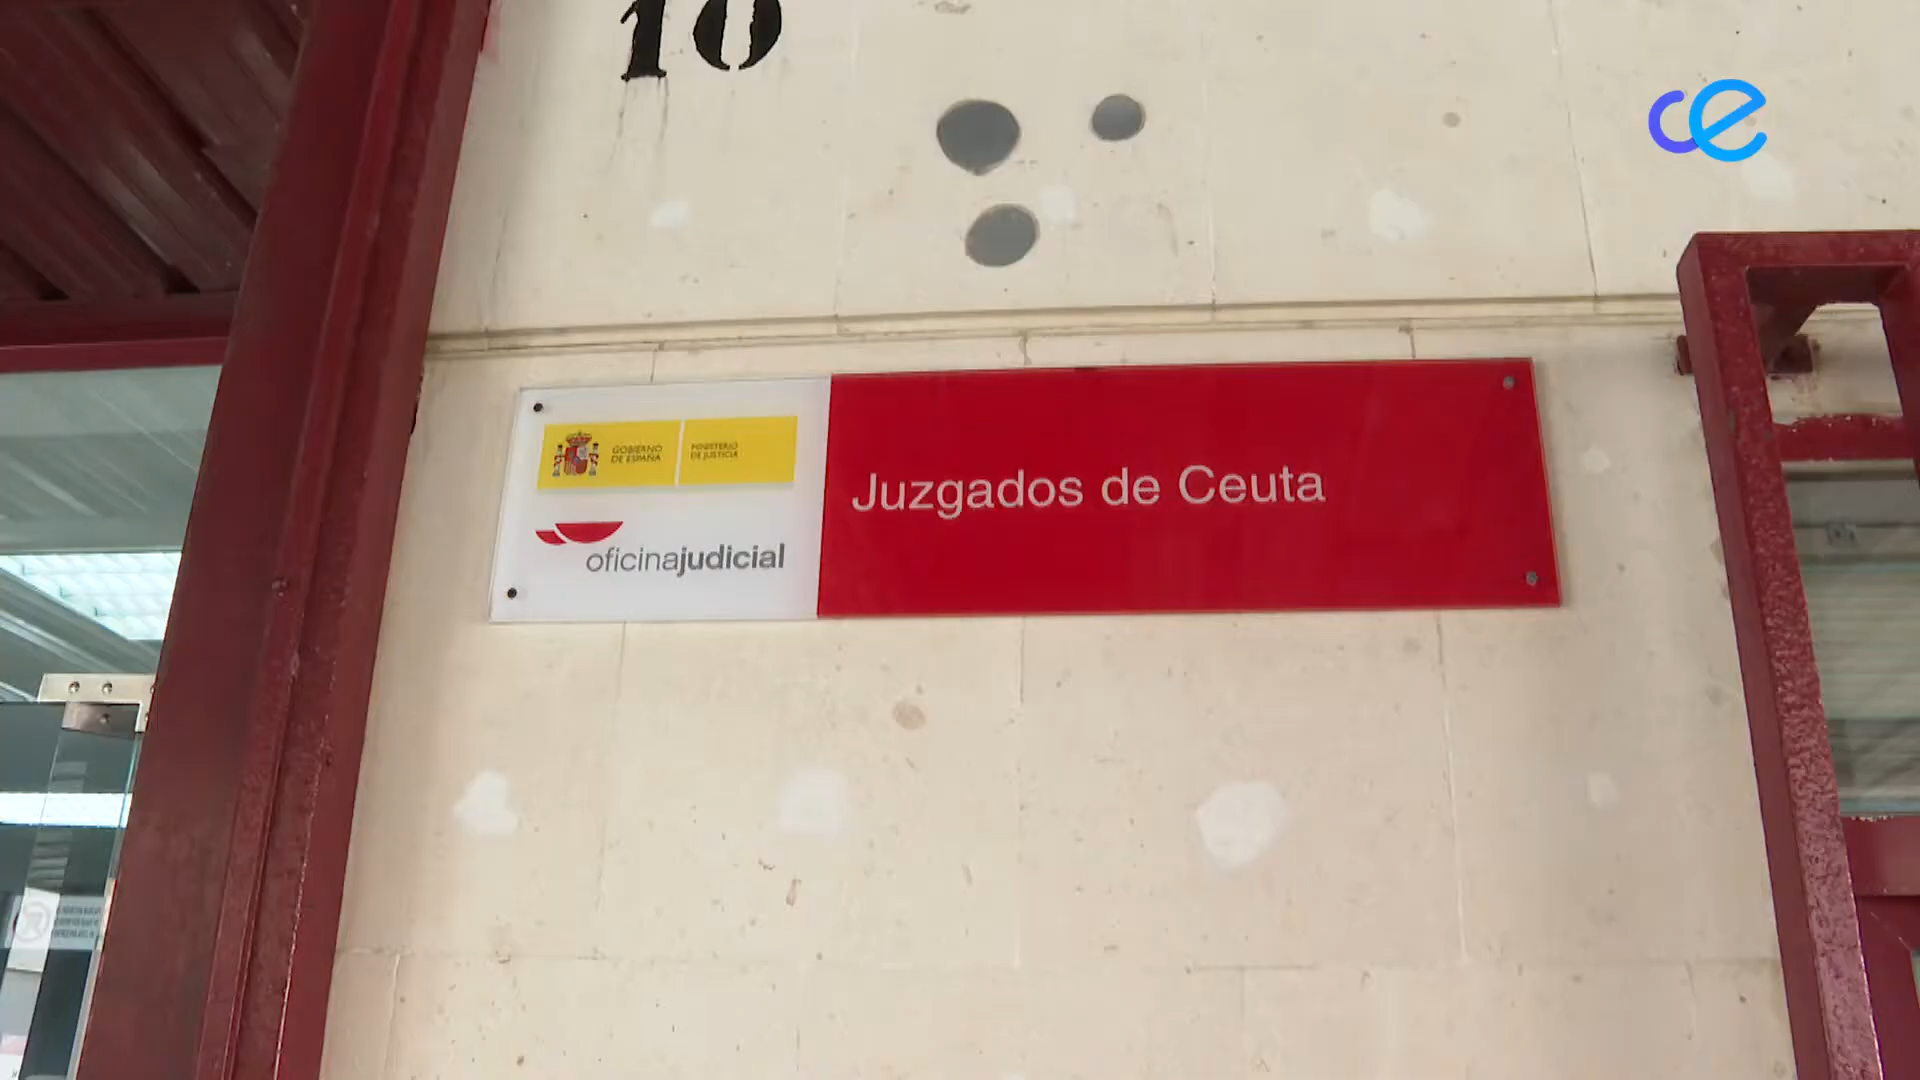 10
ce
GOBIERNO
DE ESPAÑA
MINISTERIO
DE JUSTICIA
oficinajudicial
Juzgados de Ceuta